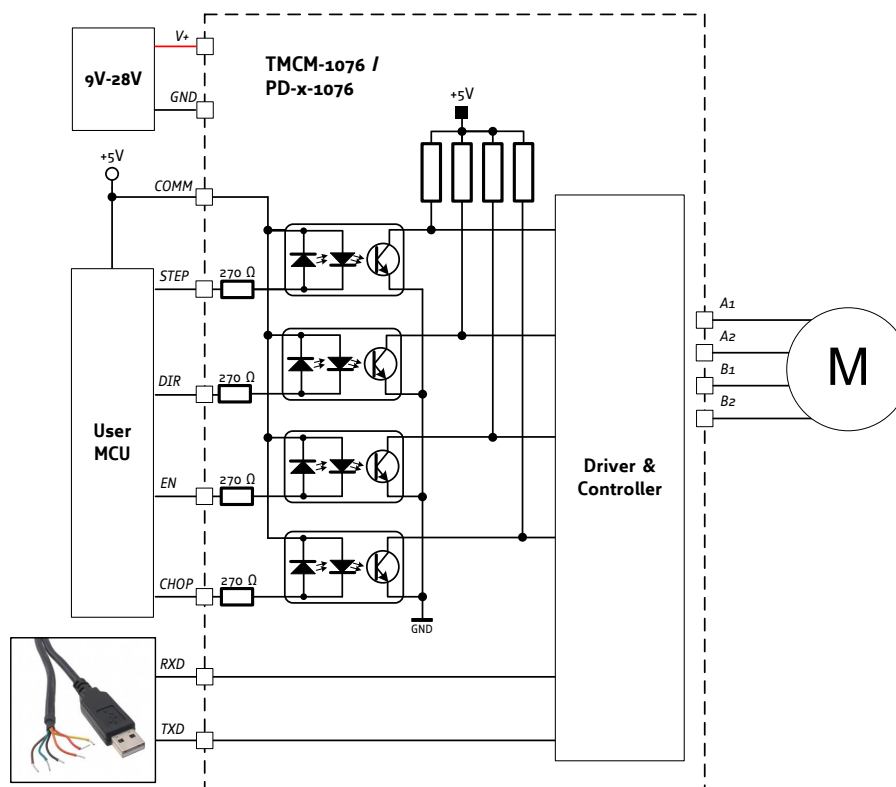 V+
9V-28V
GND
TMCM-1076 /
PD-x-1076
+5V
+5V
COMM
STEP
270 Ω
DIR
270 Ω
User
MCU
EN
270 Ω
CHOP
270 Ω
GND
Driver &
Controller
A1
A2
B1
B2
M
RXD
TXD